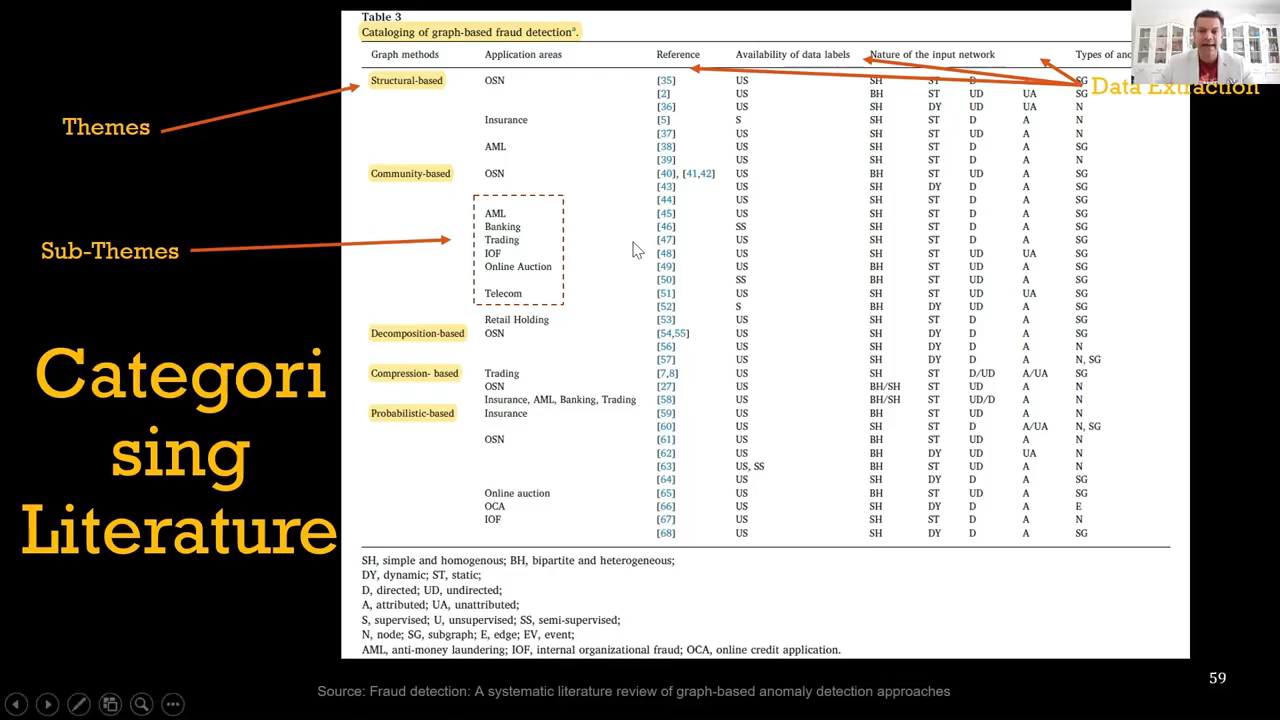 Table 3
Cataloging of graph-based fraud detectionᵃ.
Graph methods Application areas Reference Availability of data labels Nature of the input network Types of ano
Structural-based OSN [35] US SH ST D SG
[2] US BH ST UD UA SG
[36] US SH DY UD UA N
Insurance [5] S SH ST D A N
[37] US SH ST UD A N
AML [38] US SH ST D A SG
[39] US SH ST D A N
Community-based OSN [40], [41,42] US BH ST UD A SG
[43] US SH DY D A SG
[44] US SH ST D A SG
AML [45] US SH ST D A SG
Banking [46] SS SH ST D A SG
Trading [47] US SH ST D A SG
IOF [48] US SH ST UD UA SG
Online Auction [49] US BH ST UD A SG
[50] SS BH ST UD A SG
Telecom [51] US SH ST UD UA SG
[52] S BH DY UD A SG
Retail Holding [53] US SH ST D A SG
Decomposition-based OSN [54,55] US SH DY D A SG
[56] US SH DY D A N
[57] US SH DY D A N, SG
Compression- based Trading [7,8] US SH ST D/UD A/UA SG
OSN [27] US BH/SH ST UD A N
Insurance, AML, Banking, Trading [58] US BH/SH ST UD/D A N
Probabilistic-based Insurance [59] US BH ST UD A N
[60] US SH ST D A/UA N, SG
OSN [61] US BH ST UD A N
[62] US BH DY UD UA N
[63] US, SS BH ST UD A N
[64] US SH DY D A SG
Online auction [65] US BH ST UD A SG
OCA [66] US SH DY D A E
IOF [67] US SH ST D A N
[68] US SH DY D A SG
SH, simple and homogenous; BH, bipartite and heterogeneous;
DY, dynamic; ST, static;
D, directed; UD, undirected;
A, attributed; UA, unattributed;
S, supervised; U, unsupervised; SS, semi-supervised;
N, node; SG, subgraph; E, edge; EV, event;
AML, anti-money laundering; IOF, internal organizational fraud; OCA, online credit application.
Data Extraction
Themes
Sub-Themes
Categori
sing
Literature
Source: Fraud detection: A systematic literature review of graph-based anomaly detection approaches
59